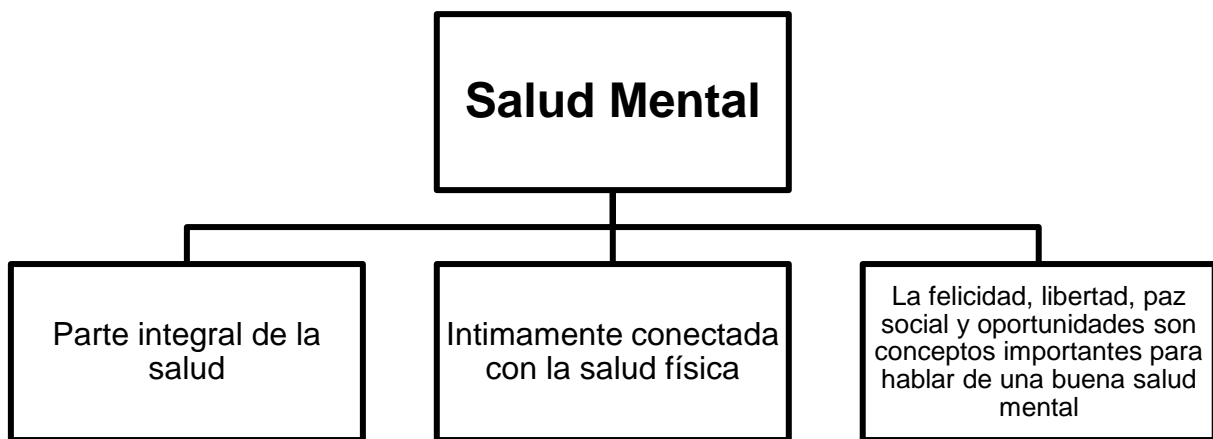 Salud Mental
Parte integral de la
salud
Intimamente conectada
con la salud física
La felicidad, libertad, paz
social y oportunidades son
conceptos importantes para
hablar de una buena salud
mental